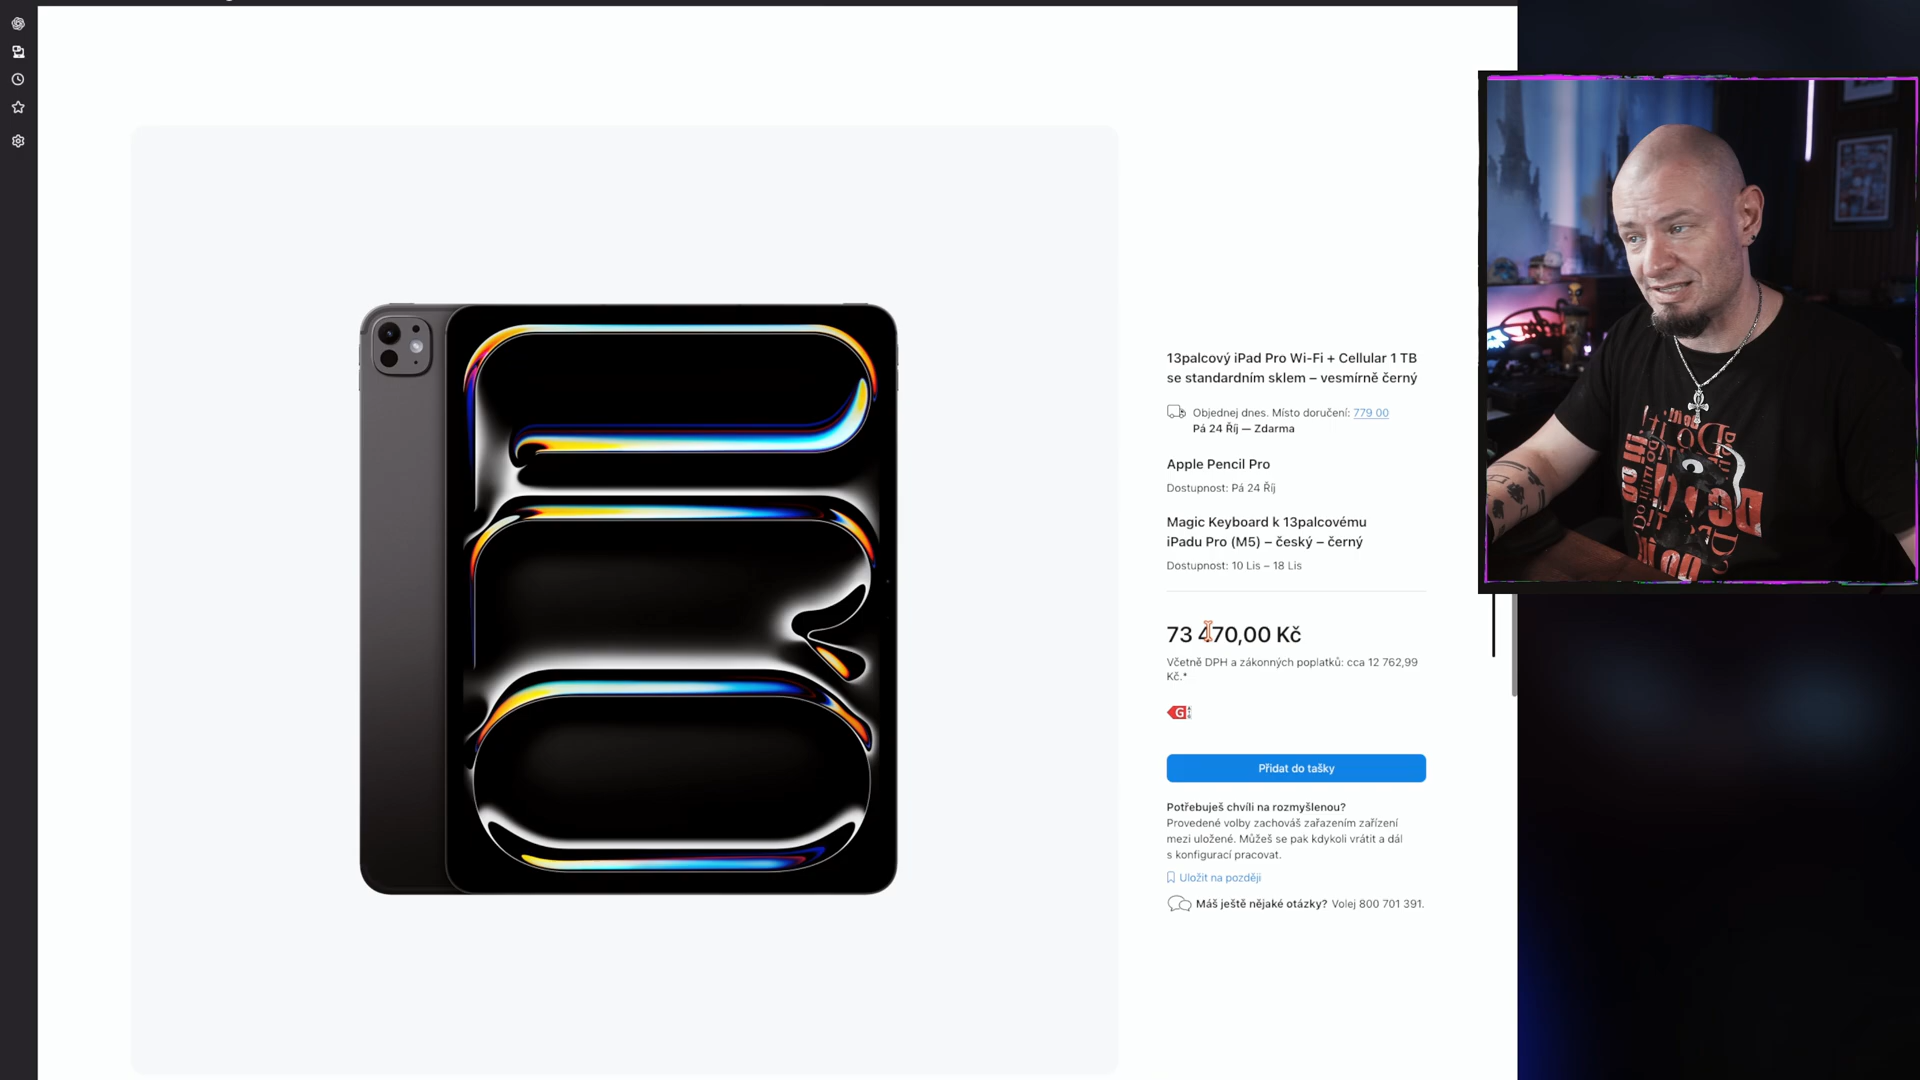 13palcový iPad Pro Wi-Fi + Cellular 1 TB
se standardním sklem – vesmírně černý
Objednej dnes. Místo doručení: 779 00
Pá 24 Říj — Zdarma
Apple Pencil Pro
Dostupnost: Pá 24 Říj
Magic Keyboard k 13palcovému
iPadu Pro (M5) – český – černý
Dostupnost: 10 Lis – 18 Lis
73 470,00 Kč
Včetně DPH a zákonných poplatků: cca 12 762,99
Kč.*
G
Přidat do tašky
Potřebuješ chvíli na rozmyšlenou?
Provedené volby zachováš zařazením zařízení
mezi uložené. Můžeš se pak kdykoli vrátit a dál
s konfigurací pracovat.
Uložit na později
Máš ještě nějaké otázky? Volej 800 701 391.